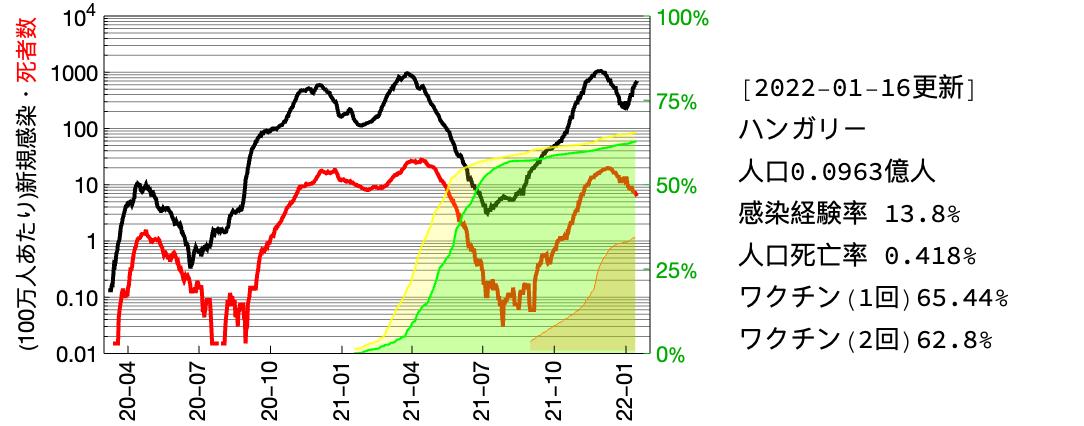 (100万人あたり)新規感染・死者数
10^4
1000
100
10
1
0.10
0.01
100%
75%
50%
25%
0%
20-04
20-07
20-10
21-01
21-04
21-07
21-10
22-01
[2022-01-16更新]
ハンガリー
人口0.0963億人
感染経験率 13.8%
人口死亡率 0.418%
ワクチン(1回)65.44%
ワクチン(2回)62.8%